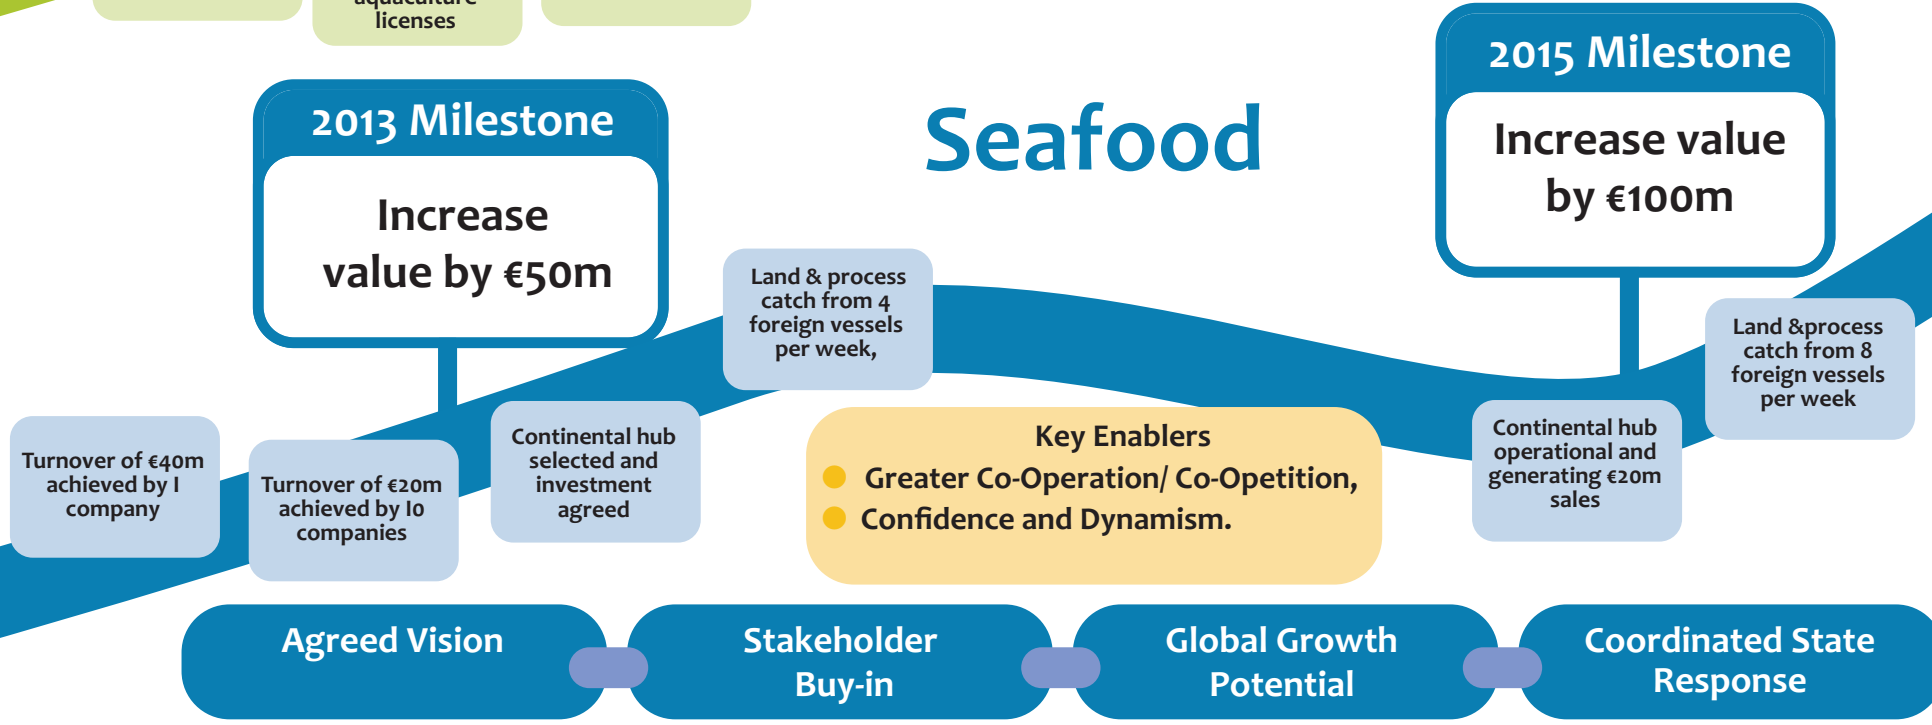 aquaculture
licenses
2013 Milestone
Increase
value by €50m
Seafood
2015 Milestone
Increase value
by €100m
Turnover of €40m
achieved by I
company
Turnover of €20m
achieved by I0
companies
Continental hub
selected and
investment
agreed
Land & process
catch from 4
foreign vessels
per week,
Key Enablers
Greater Co-Operation/ Co-Opetition,
Confidence and Dynamism.
Continental hub
operational and
generating €20m
sales
Land &process
catch from 8
foreign vessels
per week
Agreed Vision
Stakeholder
Buy-in
Global Growth
Potential
Coordinated State
Response